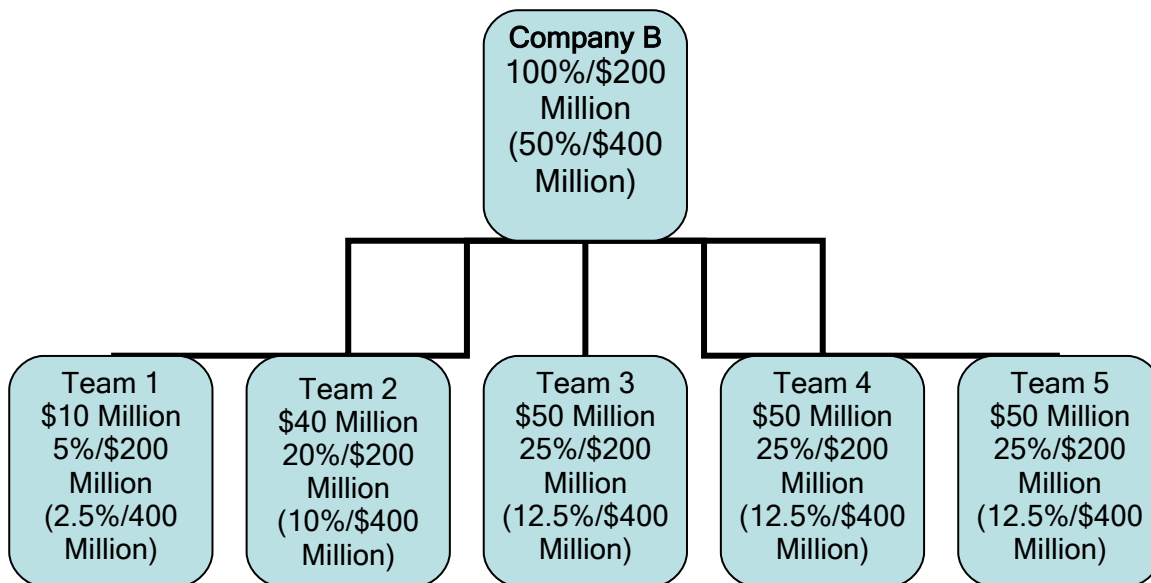 Company B
100%/$200
Million
(50%/$400
Million)
Team 1
$10 Million
5%/$200
Million
(2.5%/400
Million)
Team 2
$40 Million
20%/$200
Million
(10%/$400
Million)
Team 3
$50 Million
25%/$200
Million
(12.5%/$400
Million)
Team 4
$50 Million
25%/$200
Million
(12.5%/$400
Million)
Team 5
$50 Million
25%/$200
Million
(12.5%/$400
Million)